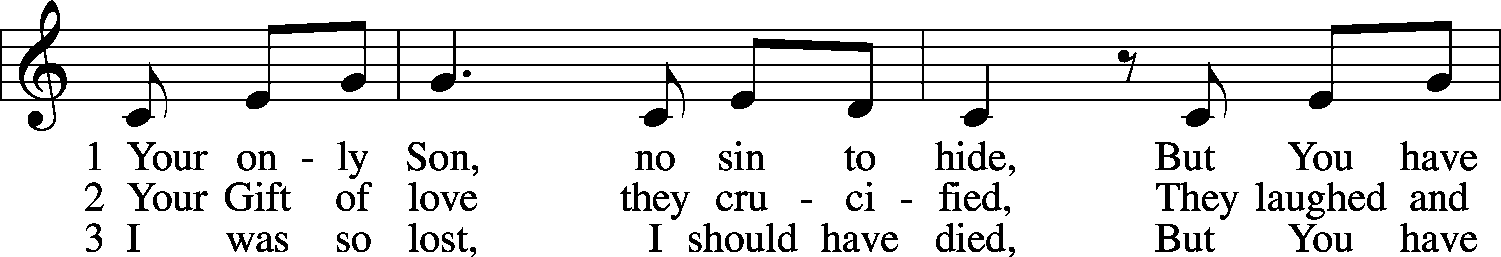 1 Your on - ly Son, no sin to hide, But You have
2 Your Gift of love they cru - ci - fied, They laughed and
3 I was so lost, I should have died, But You have